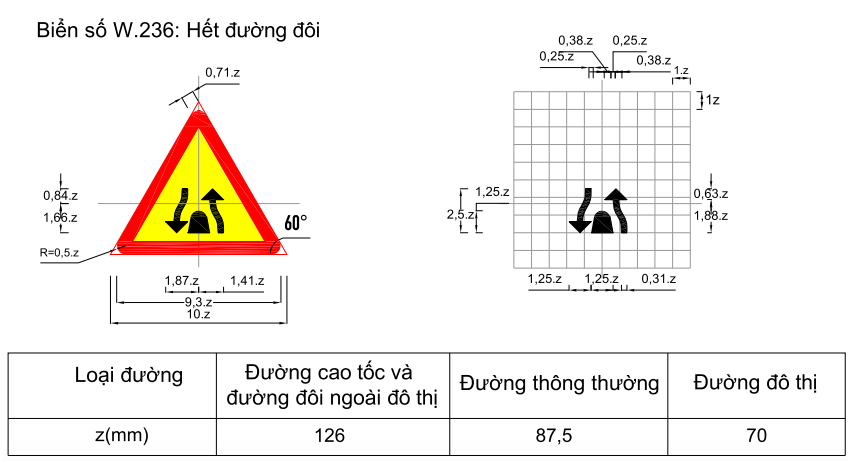 Biển số W.236: Hết đường đôi
0,71.z
0,84.z
1,66.z
60°
R=0,5.z
1,87.z
1,41.z
9,3.z
10.z
0,38.z
0,25.z
0,25.z
0,38.z
1.z
1z
1,25.z
2,5.z
0,63.z
1,88.z
1,25.z
1,25.z
0,31.z
Loại đường
Đường cao tốc và
đường đôi ngoài đô thị
Đường thông thường
Đường đô thị
z(mm)
126
87,5
70